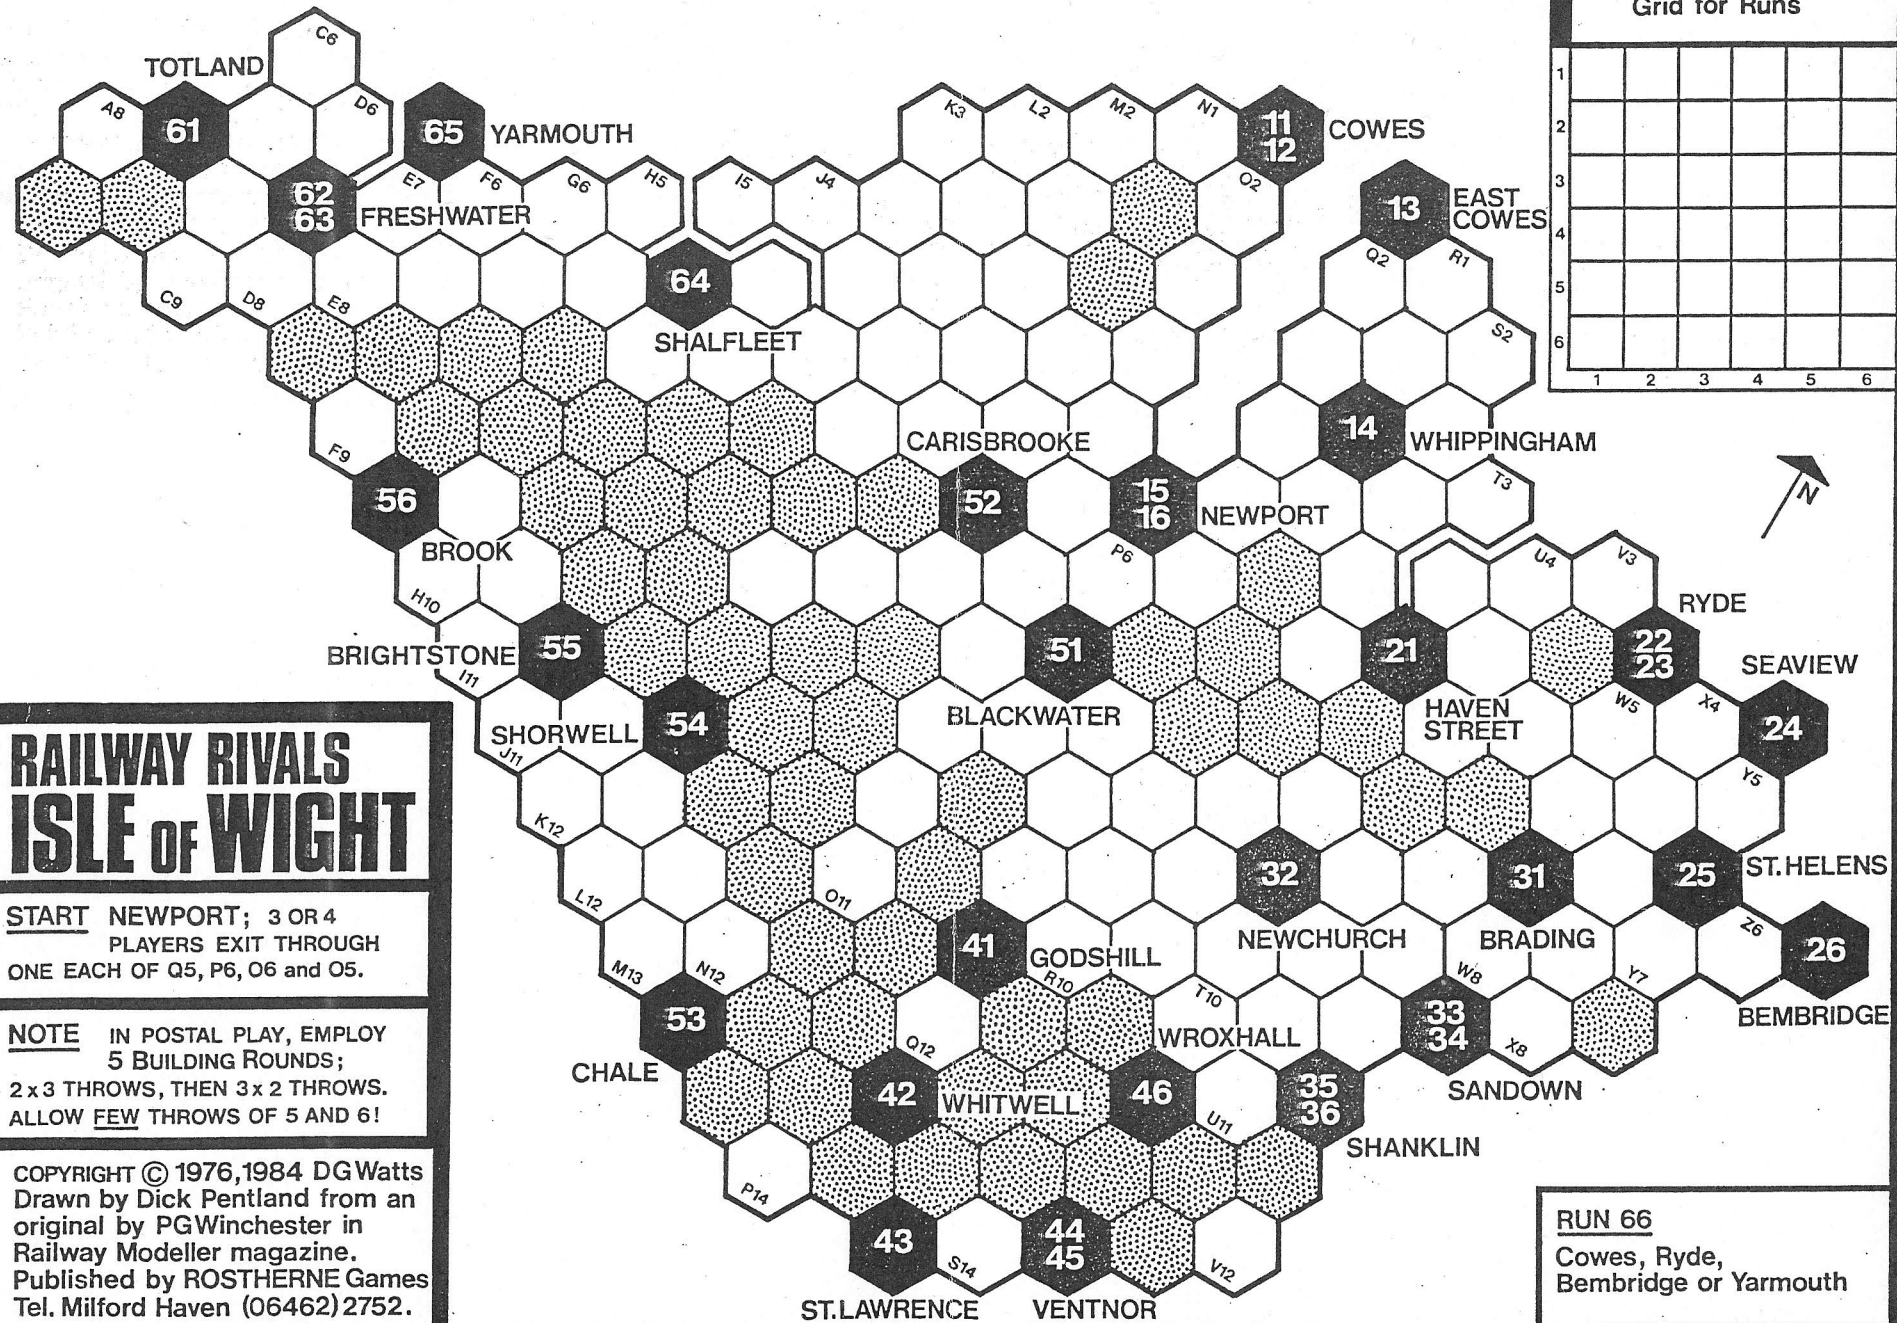 Grid for Runs
1
2
3
4
5
6
1 2 3 4 5 6
C6
TOTLAND
A8
61
D6
65
YARMOUTH
K3
L2
M2
N1
11
12
COWES
62
63
FRESHWATER
E7
F6
G6
H5
I5
J4
O2
13
EAST
COWES
C9
D8
E8
64
SHALFLEET
Q2
R1
S2
F9
CARISBROOKE
14
WHIPPINGHAM
56
52
15
16
NEWPORT
T3
N
BROOK
H10
P6
U4
V3
RYDE
BRIGHTSTONE
55
I11
51
21
22
23
SEAVIEW
SHORWELL
54
J11
BLACKWATER
HAVEN
STREET
W5
X4
24
K12
Y5
L12
O11
32
31
25
ST.HELENS
M13
N12
41
GODSHILL
R10
NEWCHURCH
BRADING
T10
W8
Y7
Z6
26
BEMBRIDGE
53
CHALE
Q12
WROXHALL
33
34
X8
SANDOWN
42
WHITWELL
46
U11
35
36
SHANKLIN
P14
43
S14
44
45
V12
ST.LAWRENCE
VENTNOR
RAILWAY RIVALS
ISLE OF WIGHT
START NEWPORT; 3 OR 4
PLAYERS EXIT THROUGH
ONE EACH OF Q5, P6, O6 and O5.
NOTE IN POSTAL PLAY, EMPLOY
5 BUILDING ROUNDS;
2x3 THROWS, THEN 3x2 THROWS.
ALLOW FEW THROWS OF 5 AND 6!
COPYRIGHT © 1976,1984 DGWatts
Drawn by Dick Pentland from an
original by PGWinchester in
Railway Modeller magazine.
Published by ROSTHERNE Games
Tel. Milford Haven (06462)2752.
RUN 66
Cowes, Ryde,
Bembridge or Yarmouth